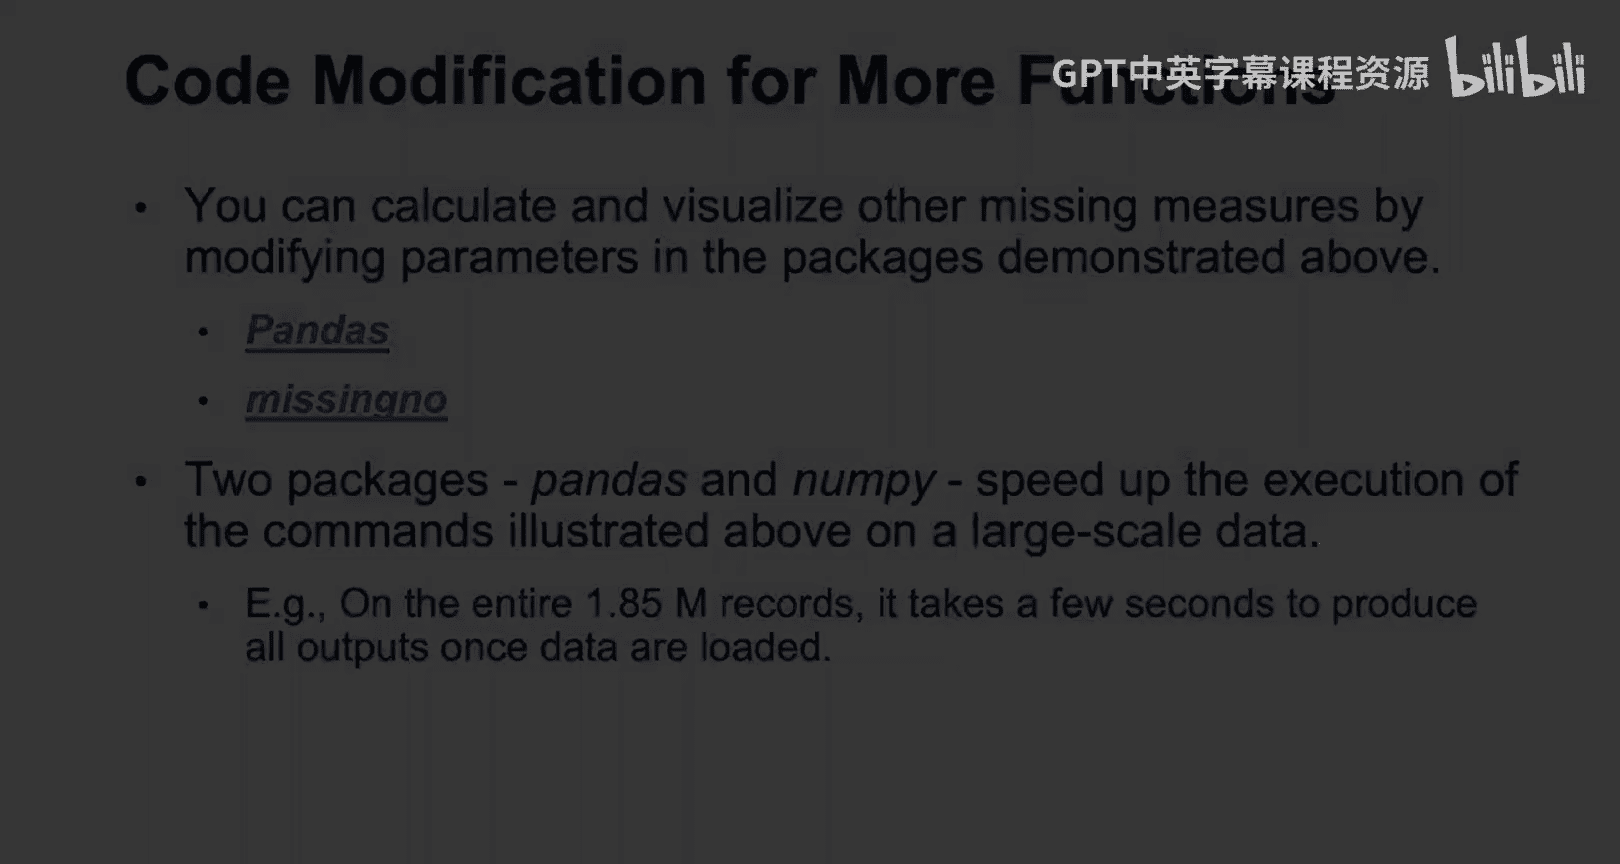 Code Modification for More Functions
GPT中英字幕课程资源 bilibili
• You can calculate and visualize other missing measures by
modifying parameters in the packages demonstrated above.
• Pandas
• missingno
• Two packages - pandas and numpy - speed up the execution of
the commands illustrated above on a large-scale data.
• E.g., On the entire 1.85 M records, it takes a few seconds to produce
all outputs once data are loaded.